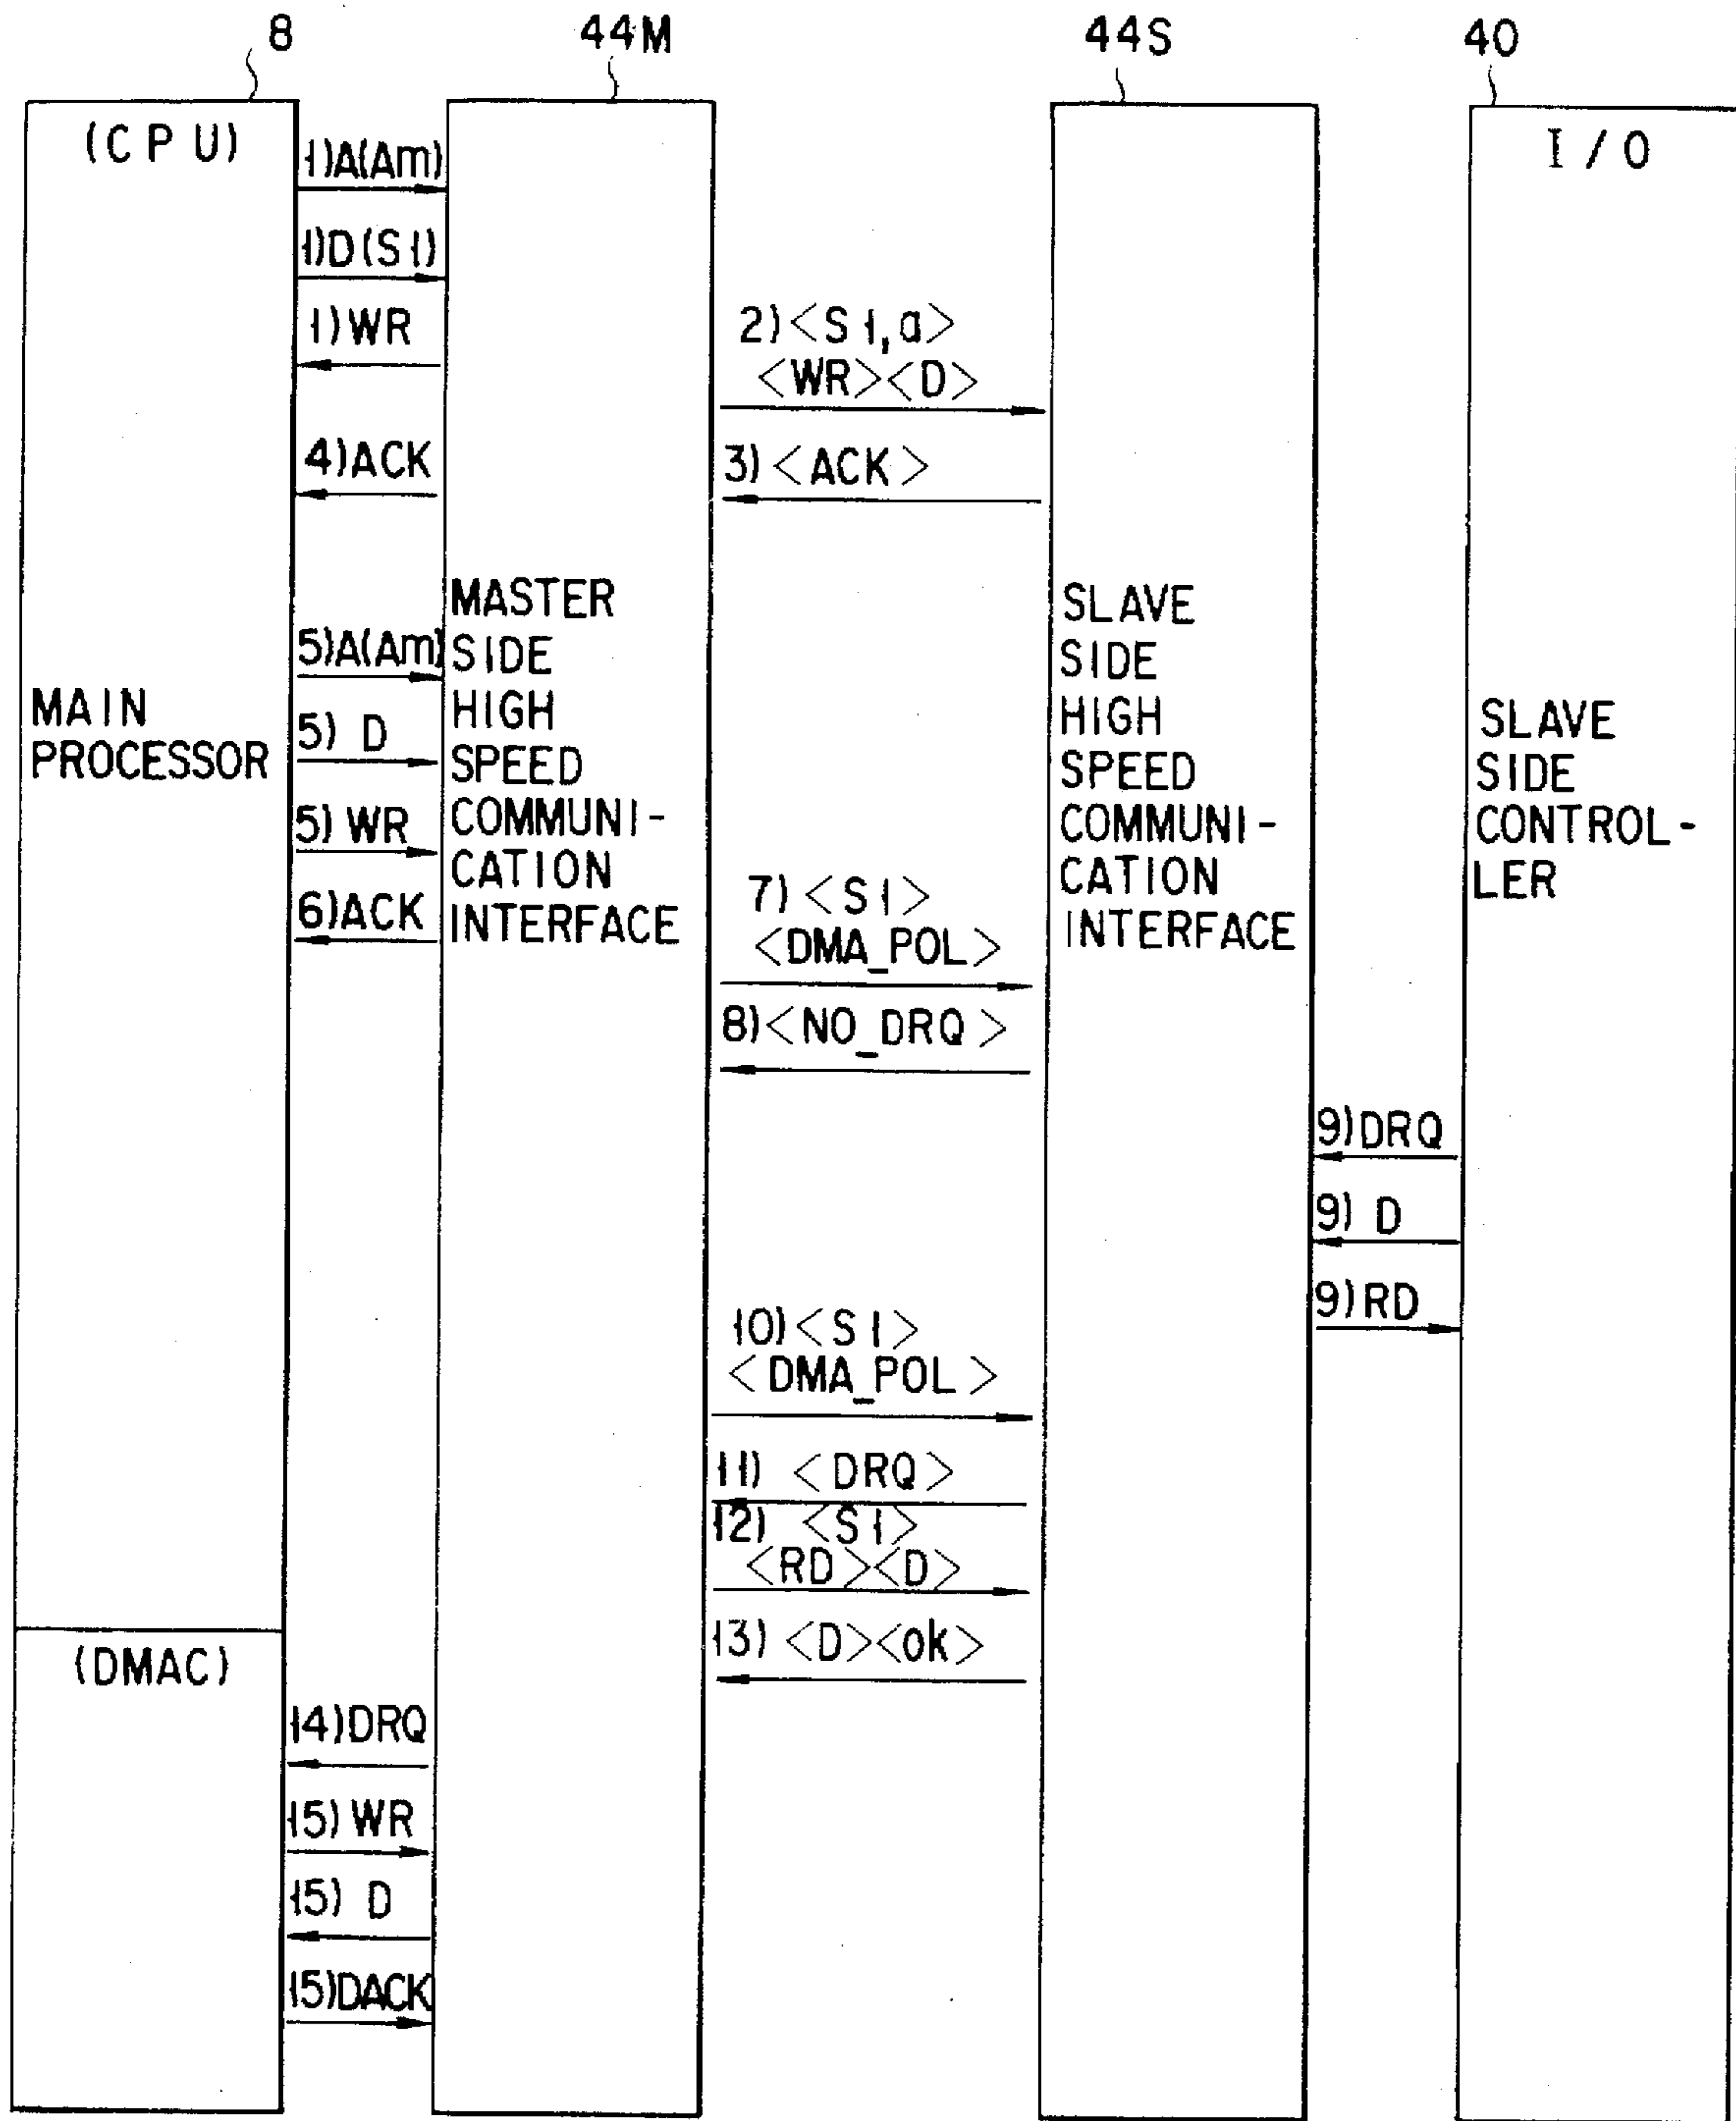 8
44M
44S
40
(CPU)
I/O
1)A(Am)
1)D(S1)
1)WR
2)<S1,a>
<WR><D>
4)ACK
3)<ACK>
MAIN
PROCESSOR
MASTER
SIDE
HIGH
SPEED
COMMUNI-
CATION
INTERFACE
SLAVE
SIDE
HIGH
SPEED
COMMUNI-
CATION
INTERFACE
SLAVE
SIDE
CONTROL-
LER
5)A(Am)
5) D
5) WR
6)ACK
7)<S1>
<DMA_POL>
8)<NO_DRQ>
9)DRQ
9) D
9)RD
10)<S1>
<DMA_POL>
11) <DRQ>
12) <S1>
<RD><D>
13) <D><ok>
(DMAC)
14)DRQ
15) WR
15) D
15)DACK